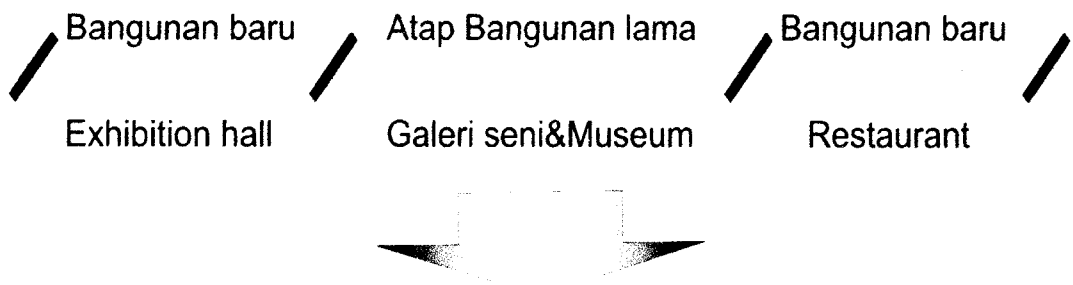 Bangunan baru Atap Bangunan lama Bangunan baru
Exhibition hall Galeri seni&Museum Restaurant